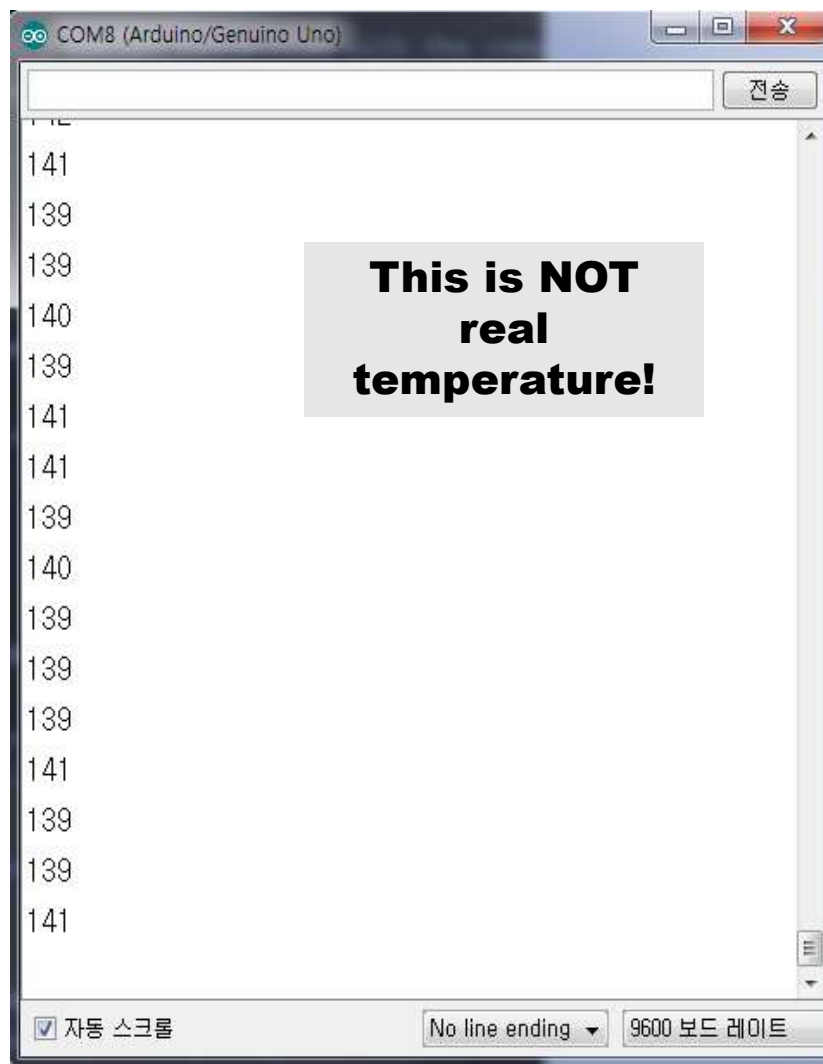 COM8 (Arduino/Genuino Uno)
전송
141
139
139
This is NOT
real
temperature!
140
139
141
141
139
140
139
139
139
141
139
139
141
자동 스크롤
No line ending
9600 보드 레이트